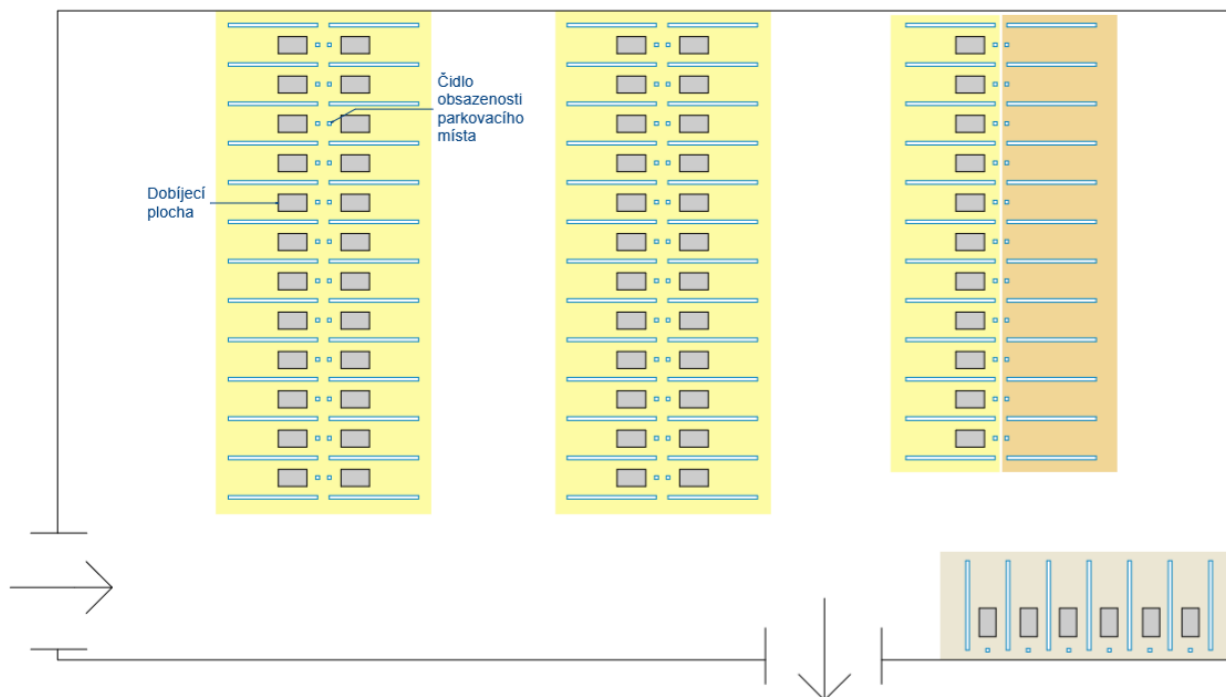 Čidlo
obsazenosti
parkovacího
místa
Dobíjecí
plocha